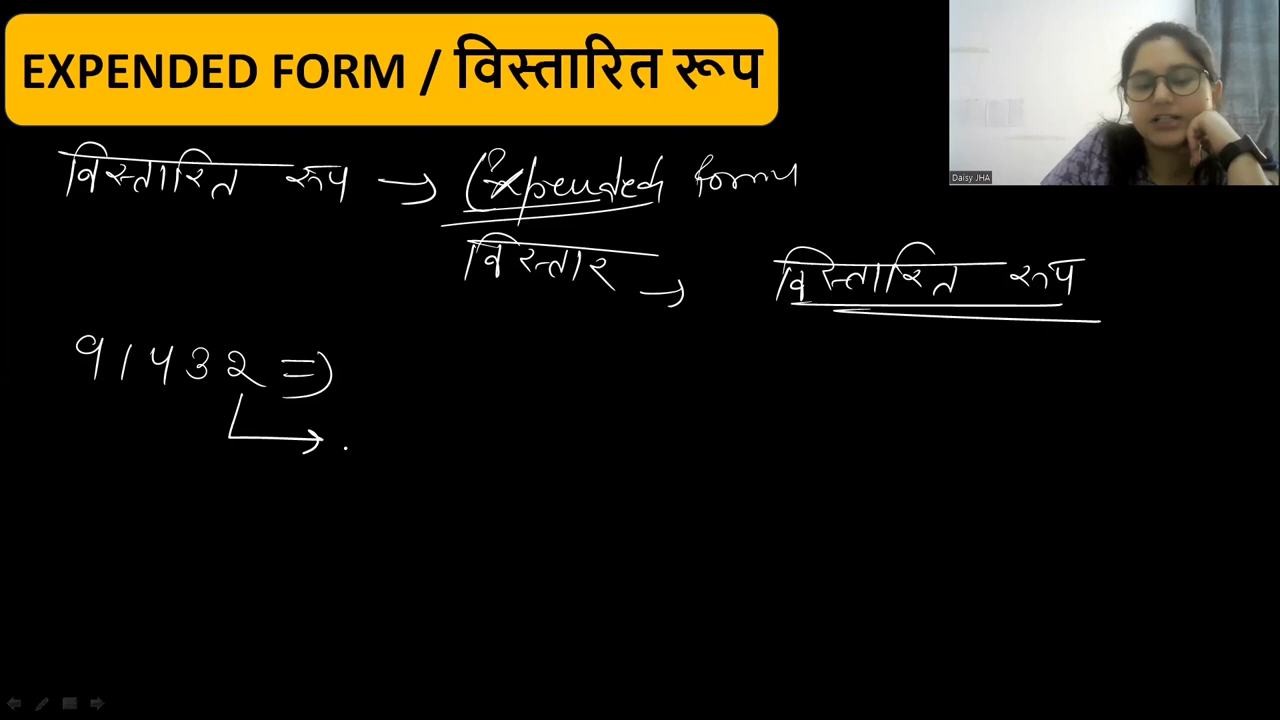 EXPENDED FORM / विस्तारित रूप
Daisy JHA
विस्तारित रूप → Expended form
विस्तार → विस्तारित रूप
91432 ⇒